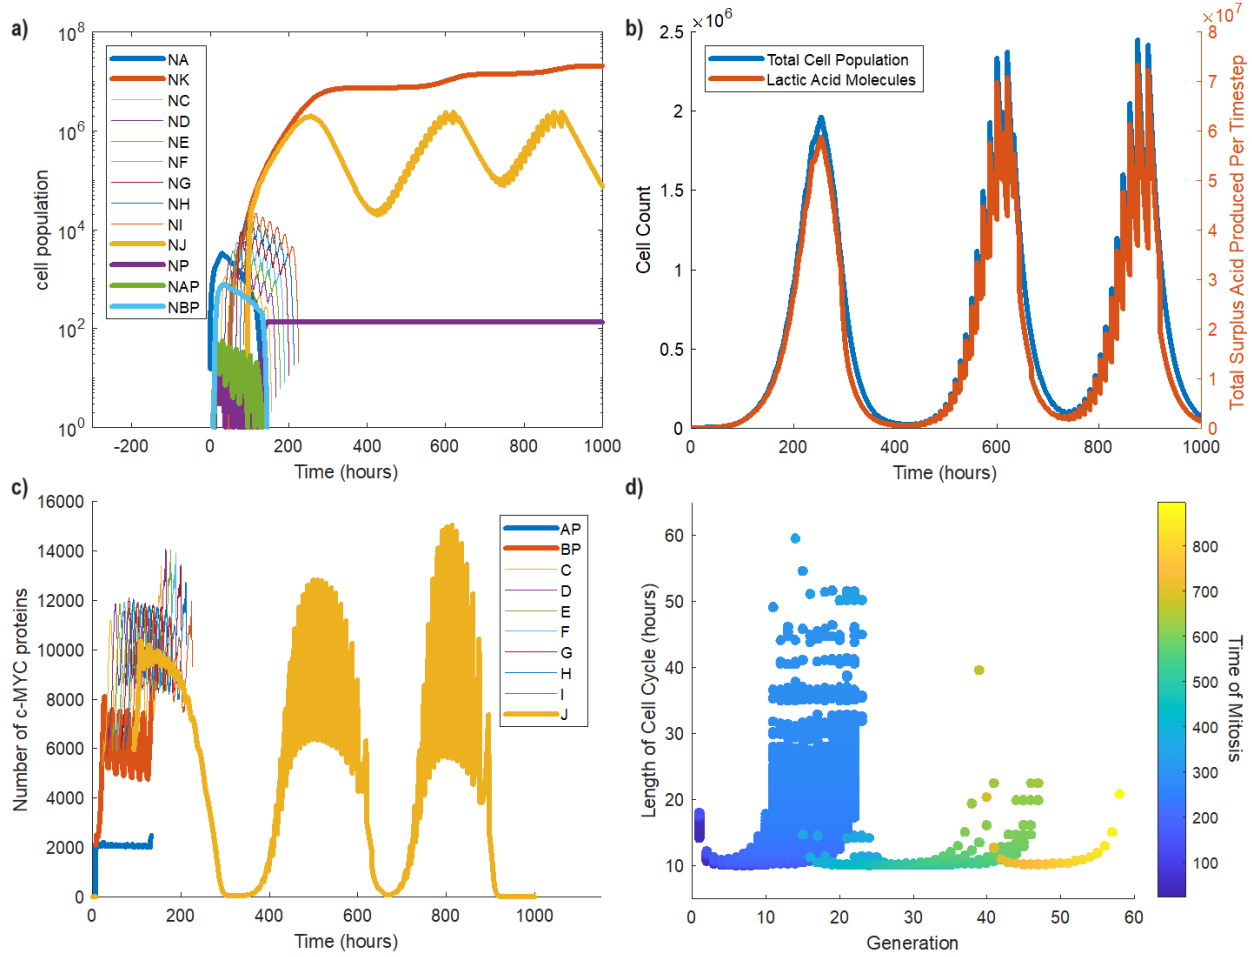 a)
10^8
10^6
10^4
10^2
10^0
cell population
-200
0
200
400
600
800
1000
Time (hours)
NA
NK
NC
ND
NE
NF
NG
NH
NI
NJ
NP
NAP
NBP
b)
×10^6
2.5
2
1.5
1
0.5
0
Cell Count
Total Cell Population
Lactic Acid Molecules
×10^7
8
7
6
5
4
3
2
1
0
Total Surplus Acid Produced Per Timestep
0
200
400
600
800
1000
Time (hours)
c)
16000
14000
12000
10000
8000
6000
4000
2000
0
Number of c-MYC proteins
0
200
400
600
800
1000
Time (hours)
AP
BP
C
D
E
F
G
H
I
J
d)
60
50
40
30
20
10
Length of Cell Cycle (hours)
0
10
20
30
40
50
60
Generation
800
700
600
500
400
300
200
100
Time of Mitosis